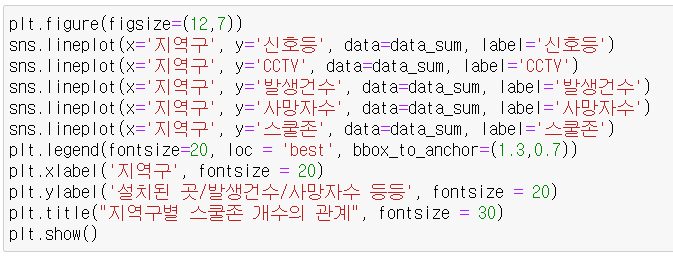 plt.figure(figsize=(12,7))
sns.lineplot(x='지역구', y='신호등', data=data_sum, label='신호등')
sns.lineplot(x='지역구', y='CCTV', data=data_sum, label='CCTV')
sns.lineplot(x='지역구', y='발생건수', data=data_sum, label='발생건수')
sns.lineplot(x='지역구', y='사망자수', data=data_sum, label='사망자수')
sns.lineplot(x='지역구', y='스쿨존', data=data_sum, label='스쿨존')
plt.legend(fontsize=20, loc = 'best', bbox_to_anchor=(1.3,0.7))
plt.xlabel('지역구', fontsize = 20)
plt.ylabel('설치된 곳/발생건수/사망자수 등등', fontsize = 20)
plt.title("지역구별 스쿨존 개수의 관계", fontsize = 30)
plt.show()